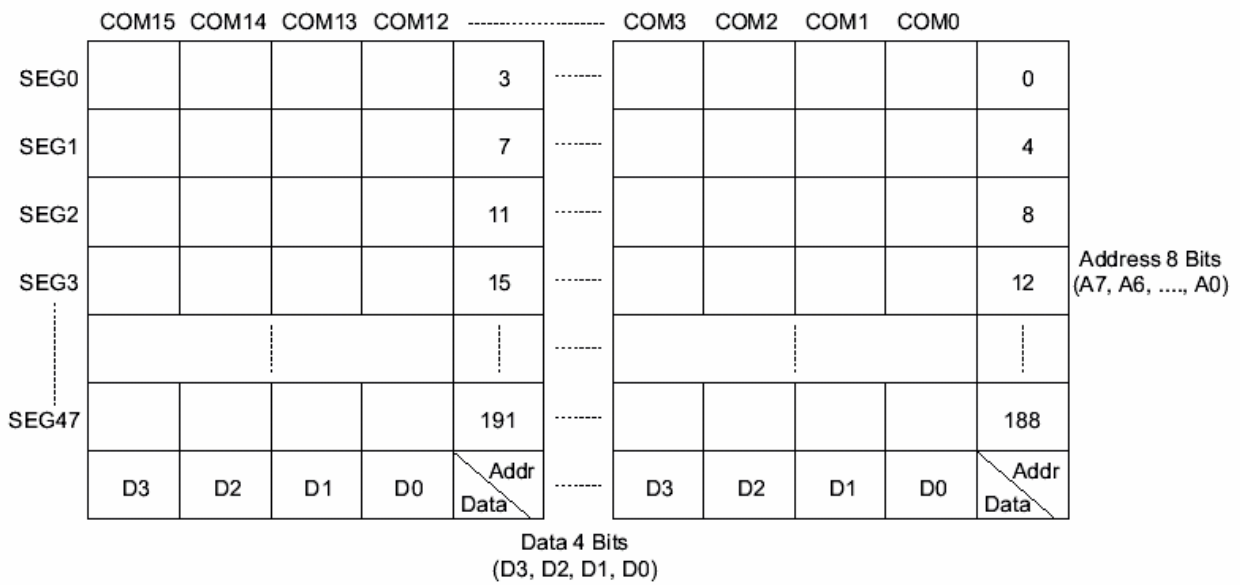 COM15 COM14 COM13 COM12 COM3 COM2 COM1 COM0
SEG0 3 0
SEG1 7 4
SEG2 11 8
SEG3 15 12
Address 8 Bits
(A7, A6, ...., A0)
SEG47 191 188
D3 D2 D1 D0 Addr Data D3 D2 D1 D0 Addr Data
Data 4 Bits
(D3, D2, D1, D0)